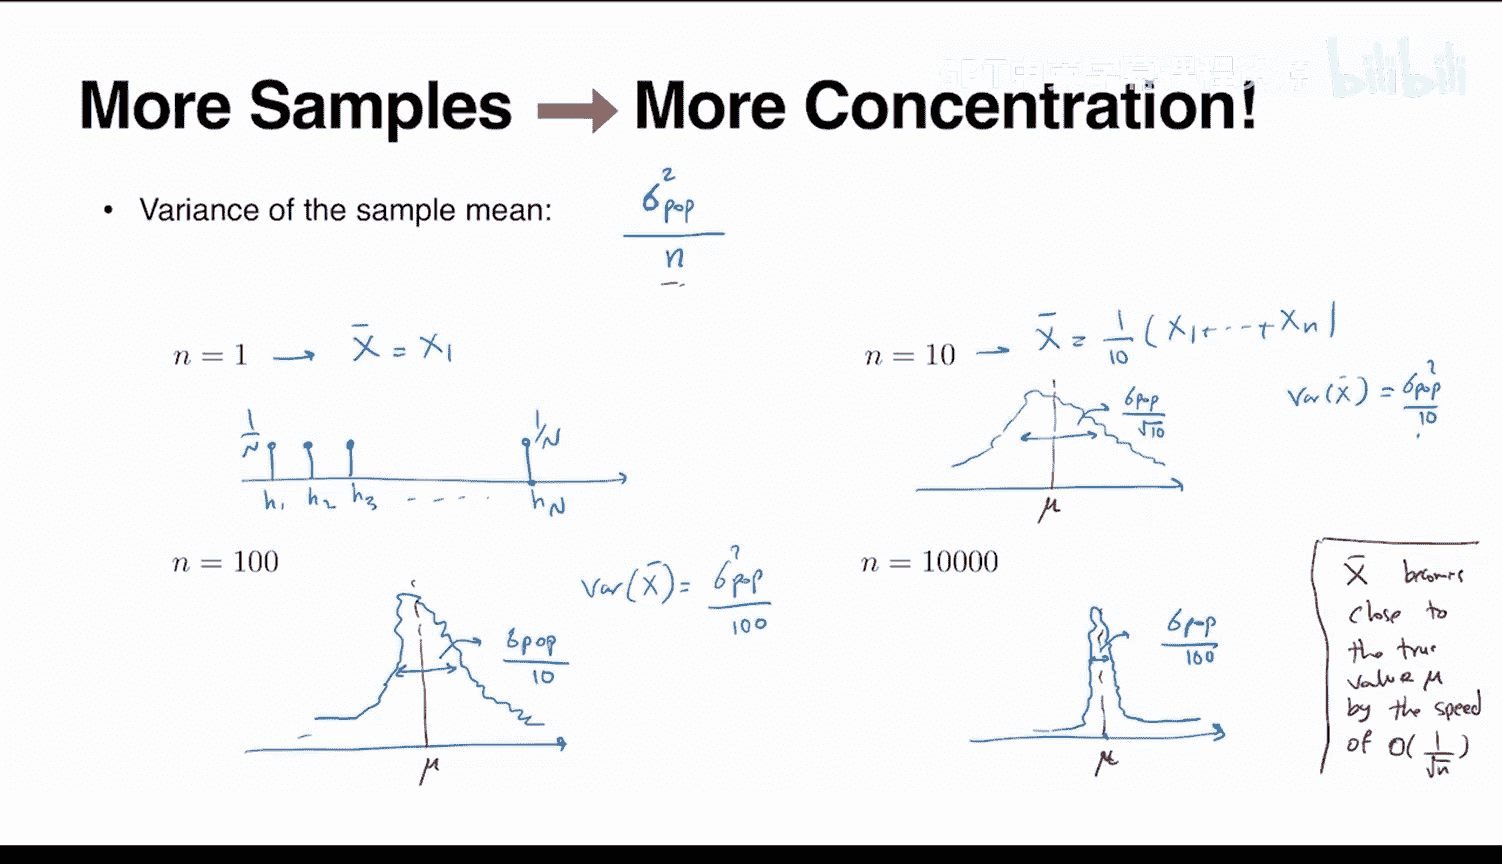 More Samples → More Concentration!
bilibili
• Variance of the sample mean: σ²pop / n
n = 1 → X̄ = X₁
1/N 1/N
h₁ h₂ h₃ - - - - hN
n = 10 → X̄ = 1/10 (X₁ + ··· + Xn)
σpop / √10
Var(X̄) = σ²pop / 10
μ
n = 100
Var(X̄) = σ²pop / 100
σpop / 10
μ
n = 10000
σpop / 100
μ
X̄ becomes
close to
the true
value μ
by the speed
of O(1/√n)